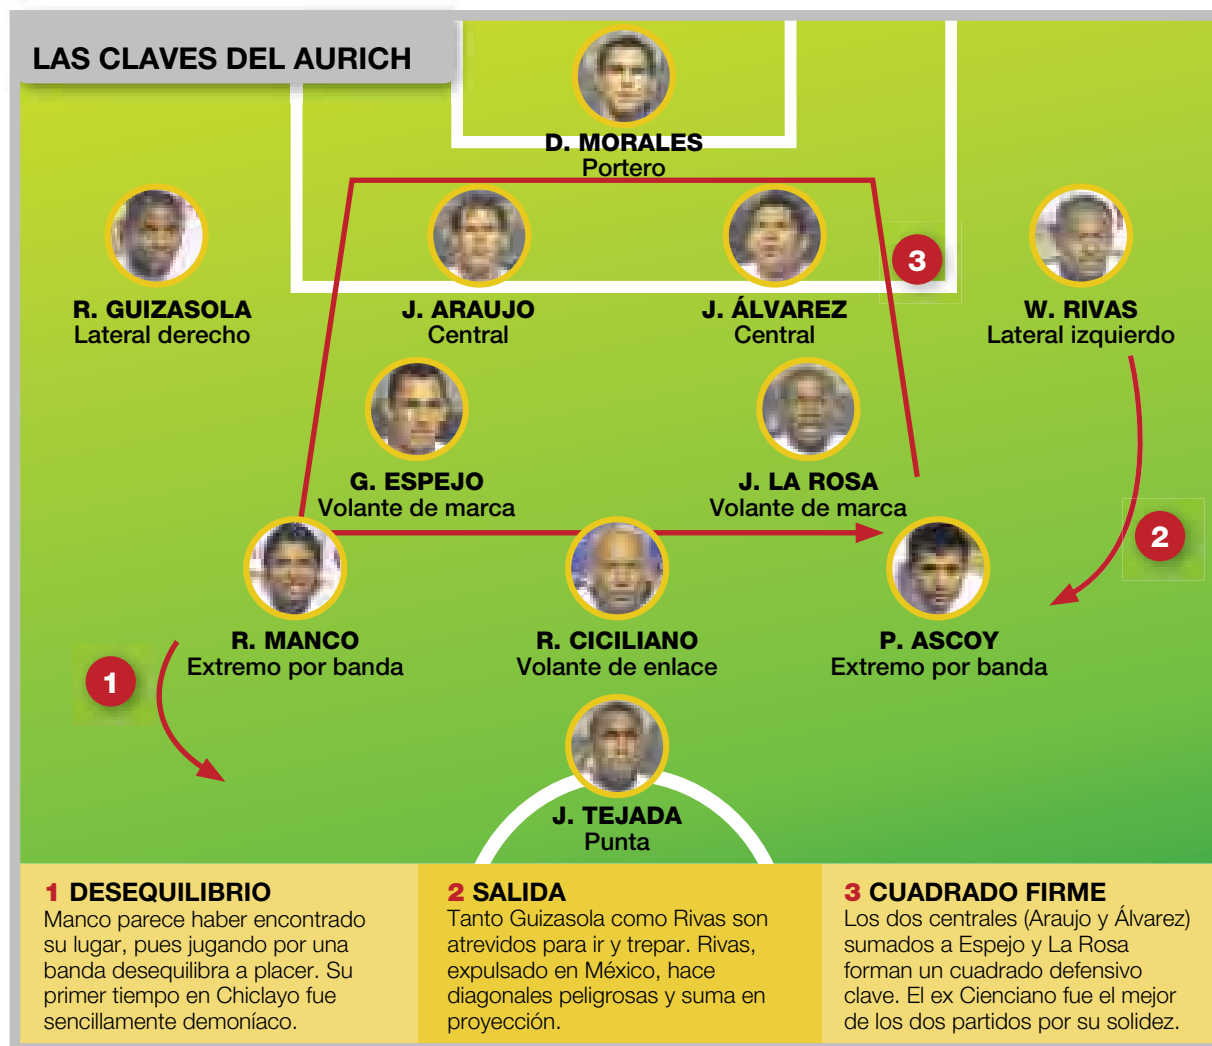 LAS CLAVES DEL AURICH
D. MORALES
Portero
R. GUIZASOLA
Lateral derecho
J. ARAUJO
Central
J. ÁLVAREZ
Central
3
W. RIVAS
Lateral izquierdo
G. ESPEJO
Volante de marca
J. LA ROSA
Volante de marca
2
R. MANCO
Extremo por banda
R. CICILIANO
Volante de enlace
P. ASCOY
Extremo por banda
1
J. TEJADA
Punta
1 DESEQUILIBRIO
Manco parece haber encontrado
su lugar, pues jugando por una
banda desequilibra a placer. Su
primer tiempo en Chiclayo fue
sencillamente demoníaco.
2 SALIDA
Tanto Guizasola como Rivas son
atrevidos para ir y trepar. Rivas,
expulsado en México, hace
diagonales peligrosas y suma en
proyección.
3 CUADRADO FIRME
Los dos centrales (Araujo y Álvarez)
sumados a Espejo y La Rosa
forman un cuadrado defensivo
clave. El ex Cienciano fue el mejor
de los dos partidos por su solidez.